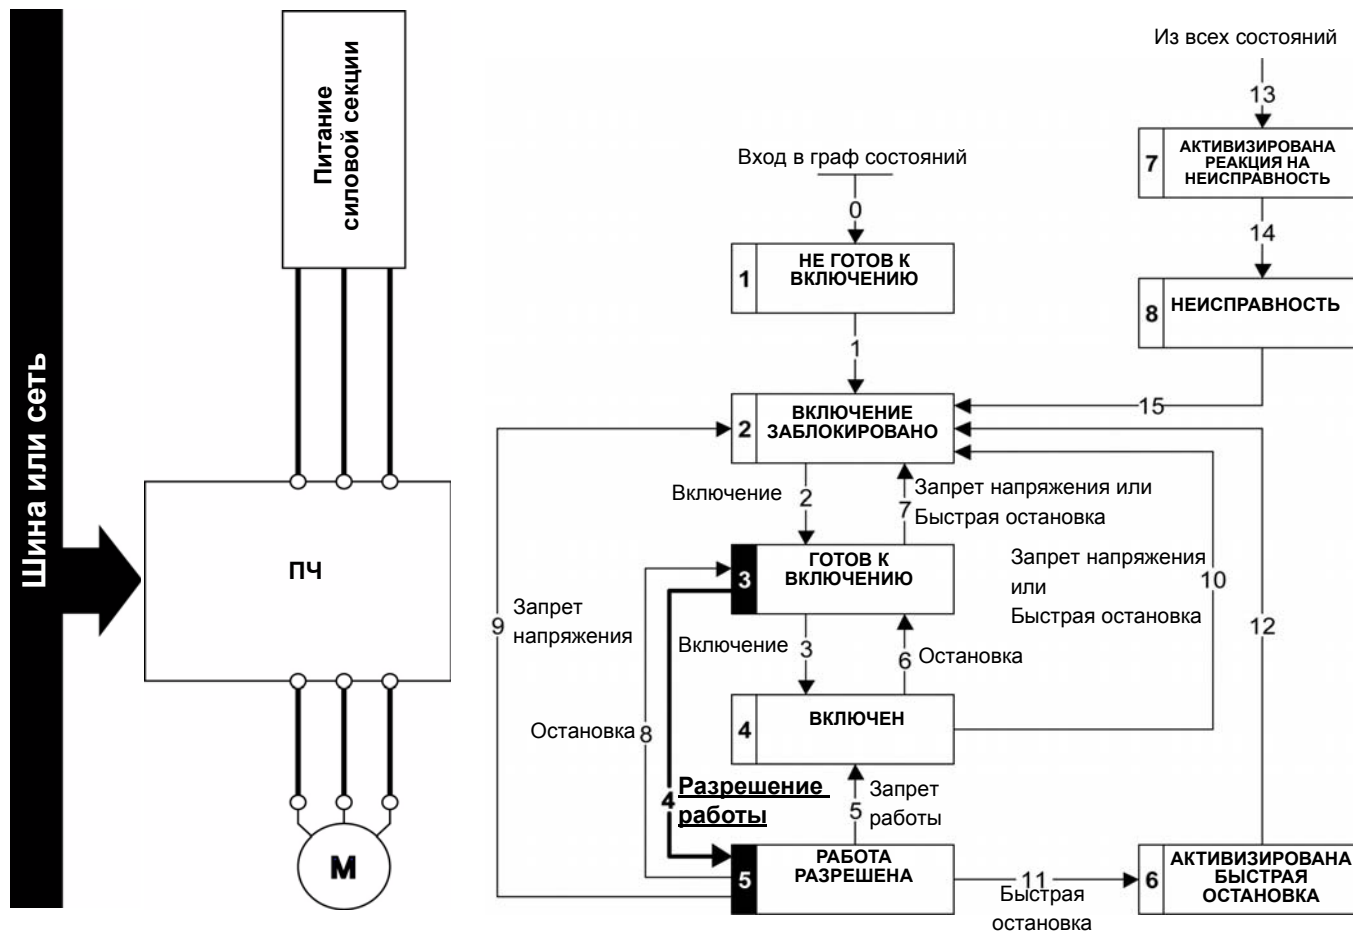 Шина или сеть
Питание
силовой секции
ПЧ
M
Из всех состояний
13
7
АКТИВИЗИРОВАНА
РЕАКЦИЯ НА
НЕИСПРАВНОСТЬ
14
8
НЕИСПРАВНОСТЬ
Вход в граф состояний
0
1
НЕ ГОТОВ К
ВКЛЮЧЕНИЮ
1
15
2
ВКЛЮЧЕНИЕ
ЗАБЛОКИРОВАНО
Включение
2
7
Запрет напряжения или
Быстрая остановка
3
ГОТОВ К
ВКЛЮЧЕНИЮ
Запрет напряжения
или
Быстрая остановка
10
9
Запрет
напряжения
12
Включение
3
6
Остановка
4
ВКЛЮЧЕН
Остановка
8
4
Разрешение
работы
5
Запрет
работы
5
РАБОТА
РАЗРЕШЕНА
11
Быстрая
остановка
6
АКТИВИЗИРОВАНА
БЫСТРАЯ
ОСТАНОВКА